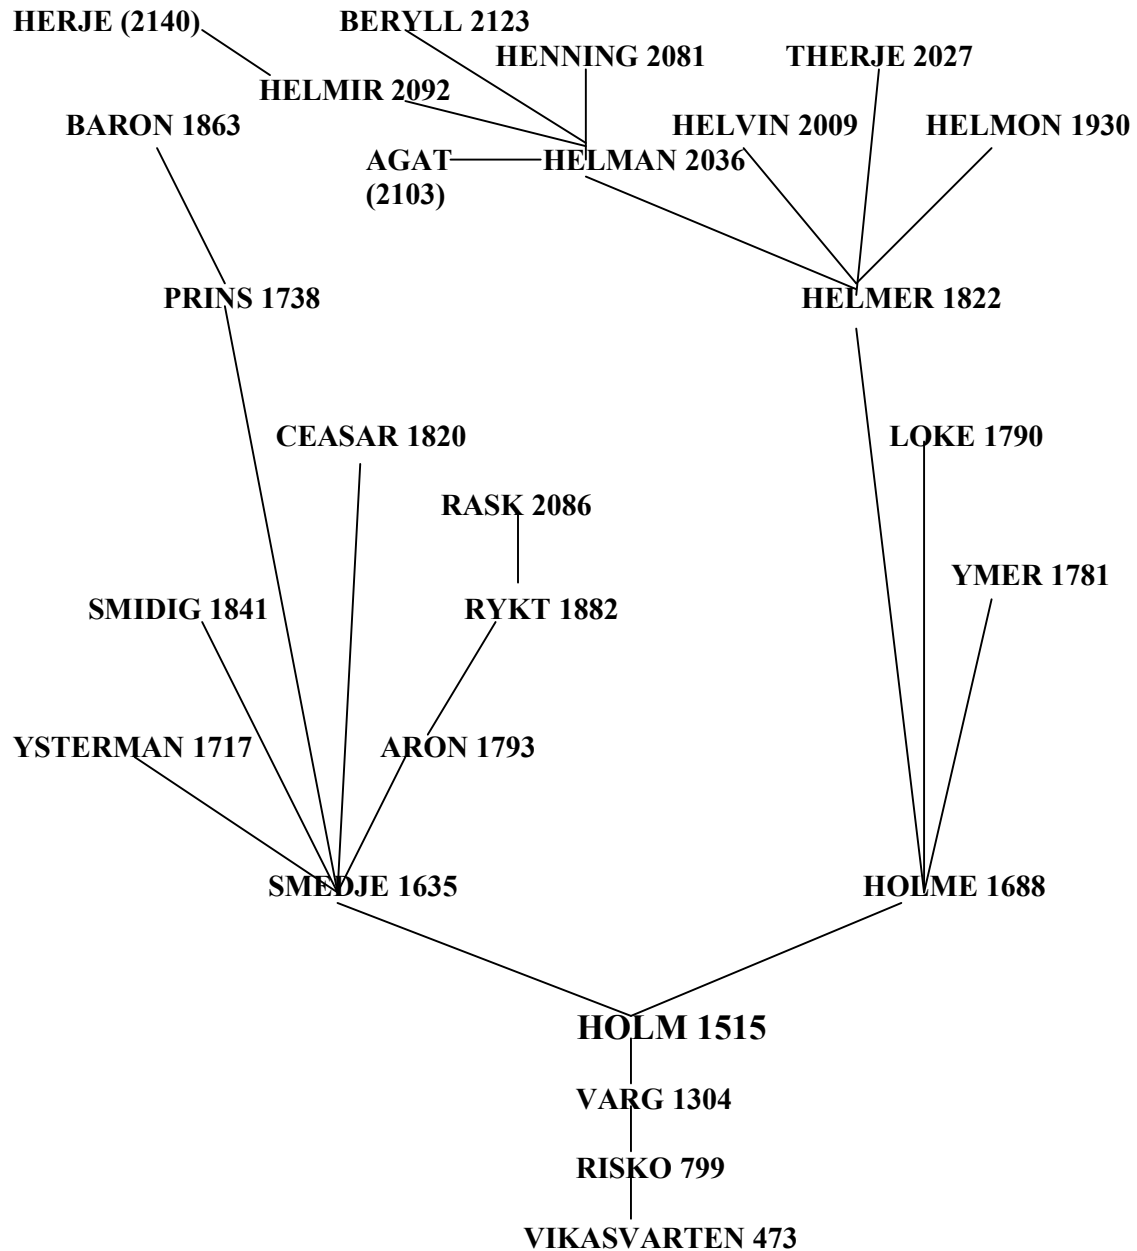 HERJE (2140)
BERYLL 2123
HENNING 2081
THERJE 2027
HELMIR 2092
BARON 1863
HELVIN 2009
HELMON 1930
AGAT
(2103)
HELMAN 2036
PRINS 1738
HELMER 1822
CEASAR 1820
LOKE 1790
RASK 2086
YMER 1781
SMIDIG 1841
RYKT 1882
YSTERMAN 1717
ARON 1793
SMEDJE 1635
HOLME 1688
HOLM 1515
VARG 1304
RISKO 799
VIKASVARTEN 473